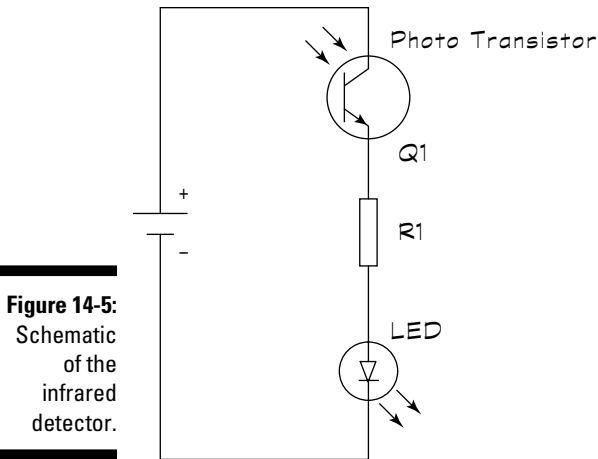 Photo Transistor
Q1
+
R1
−
LED
Figure 14-5:
Schematic
of the
infrared
detector.